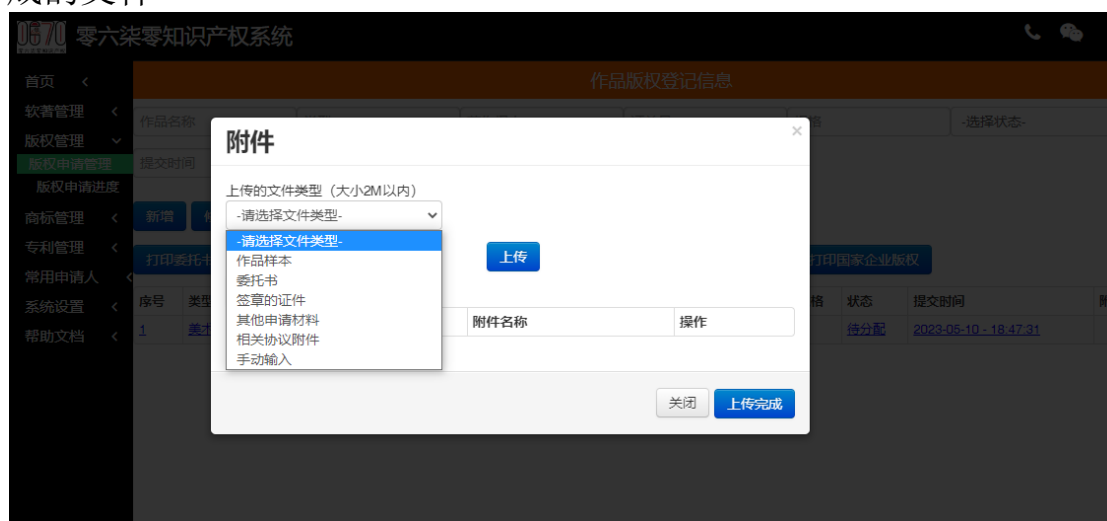 0570 零六柒零知识产权系统
首页
作品版权登记信息
软著管理
作品名称
-选择状态-
版权管理
版权申请管理
提交时间
版权申请进度
商标管理
新增
专利管理
打印委托书
打印国家企业版权
常用申请人
系统设置
序号 类型 状态 提交时间
帮助文档
1 美术 待分配 2023-05-10 - 18:47:31
附件
×
上传的文件类型（大小2M以内）
-请选择文件类型-
-请选择文件类型-
作品样本
委托书
签章的证件
其他申请材料
相关协议附件
手动输入
上传
附件名称 操作
关闭 上传完成